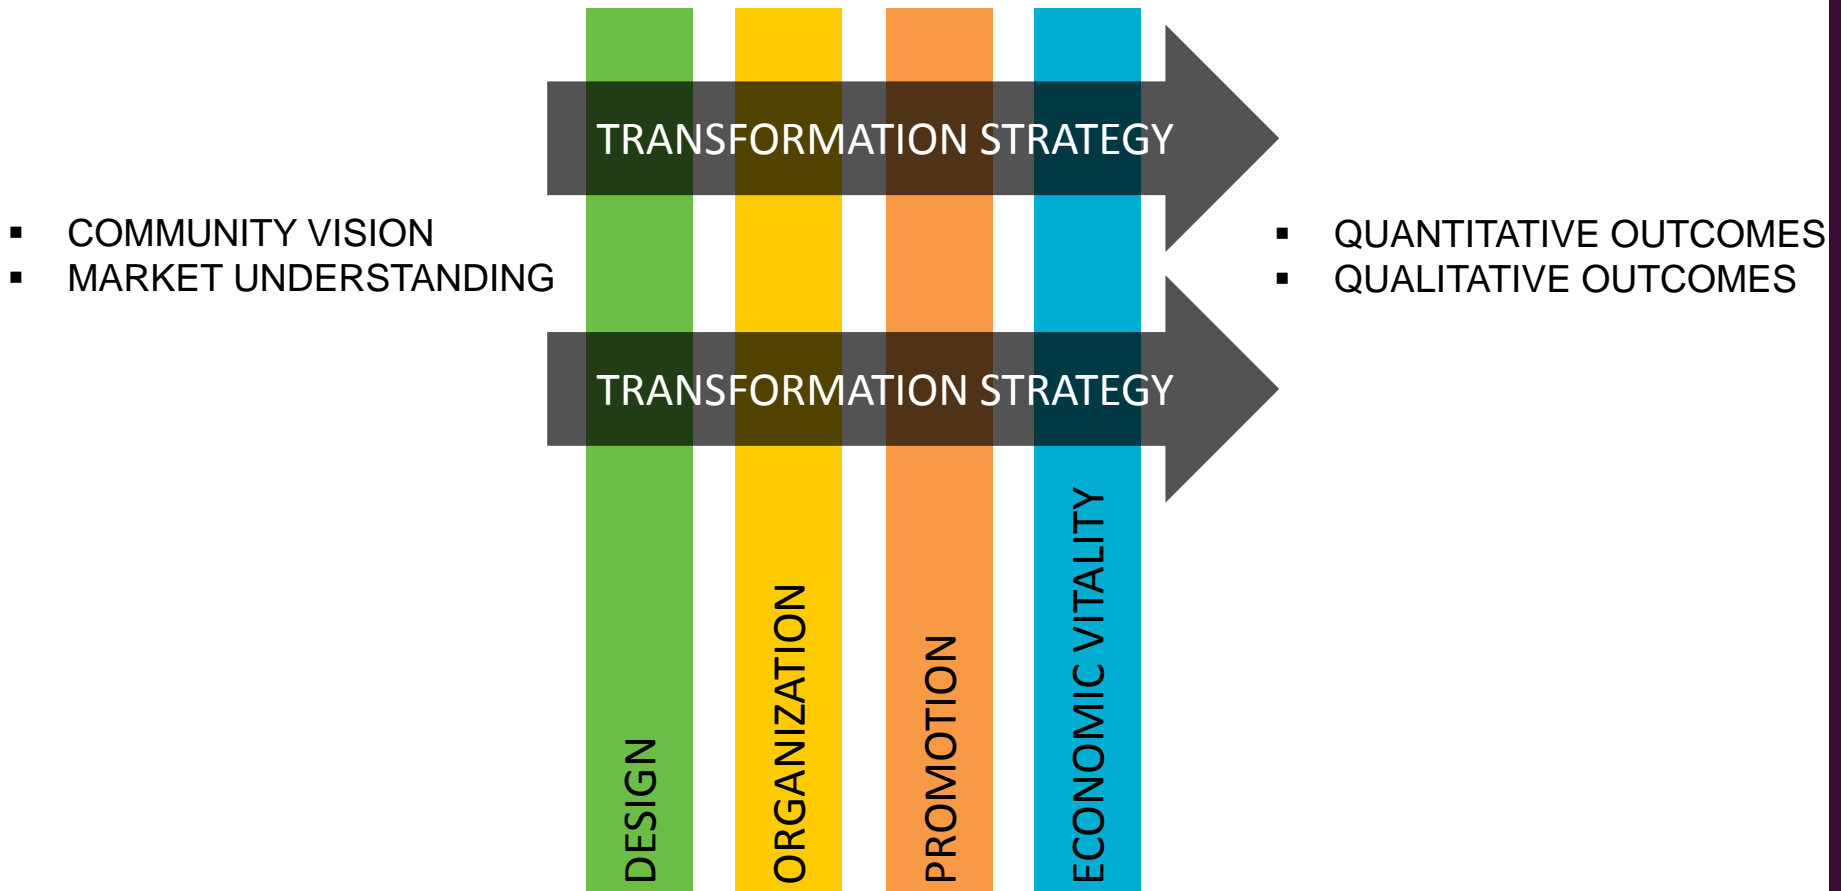 TRANSFORMATION STRATEGY
▪ COMMUNITY VISION
▪ MARKET UNDERSTANDING
▪ QUANTITATIVE OUTCOMES
▪ QUALITATIVE OUTCOMES
TRANSFORMATION STRATEGY
DESIGN
ORGANIZATION
PROMOTION
ECONOMIC VITALITY